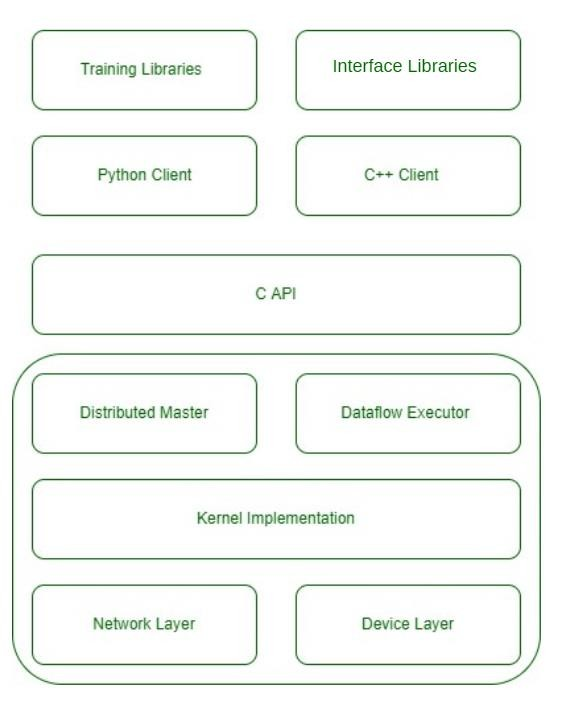 Training Libraries
Interface Libraries
Python Client
C++ Client
C API
Distributed Master
Dataflow Executor
Kernel Implementation
Network Layer
Device Layer